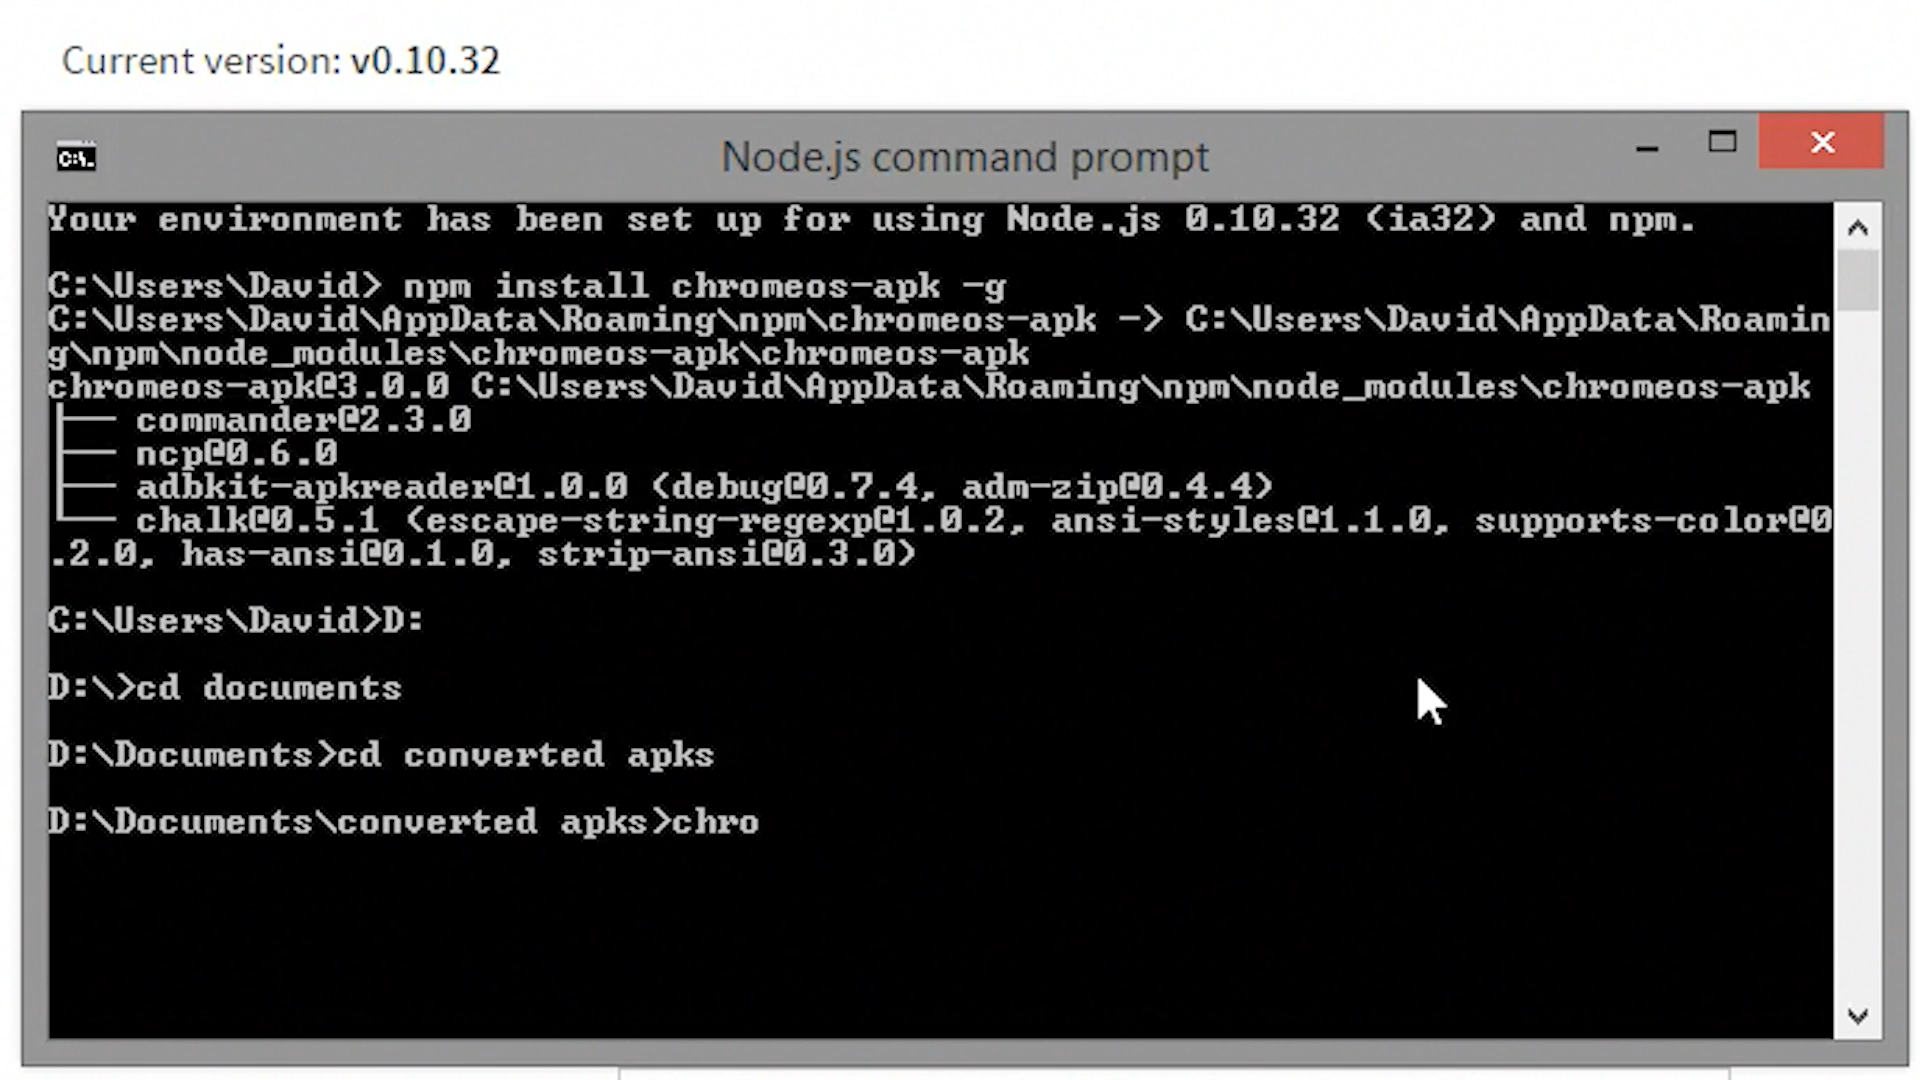 Current version: v0.10.32
Node.js command prompt
Your environment has been set up for using Node.js 0.10.32 (ia32) and npm.
C:\Users\David> npm install chromeos-apk -g
C:\Users\David\AppData\Roaming\npm\chromeos-apk -> C:\Users\David\AppData\Roamin
g\npm\node_modules\chromeos-apk\chromeos-apk
chromeos-apk@3.0.0 C:\Users\David\AppData\Roaming\npm\node_modules\chromeos-apk
├── commander@2.3.0
├── ncp@0.6.0
├── adbkit-apkreader@1.0.0 (debug@0.7.4, adm-zip@0.4.4)
└── chalk@0.5.1 (escape-string-regexp@1.0.2, ansi-styles@1.1.0, supports-color@0
.2.0, has-ansi@0.1.0, strip-ansi@0.3.0)
C:\Users\David>D:
D:\>cd documents
D:\Documents>cd converted apks
D:\Documents\converted apks>chro